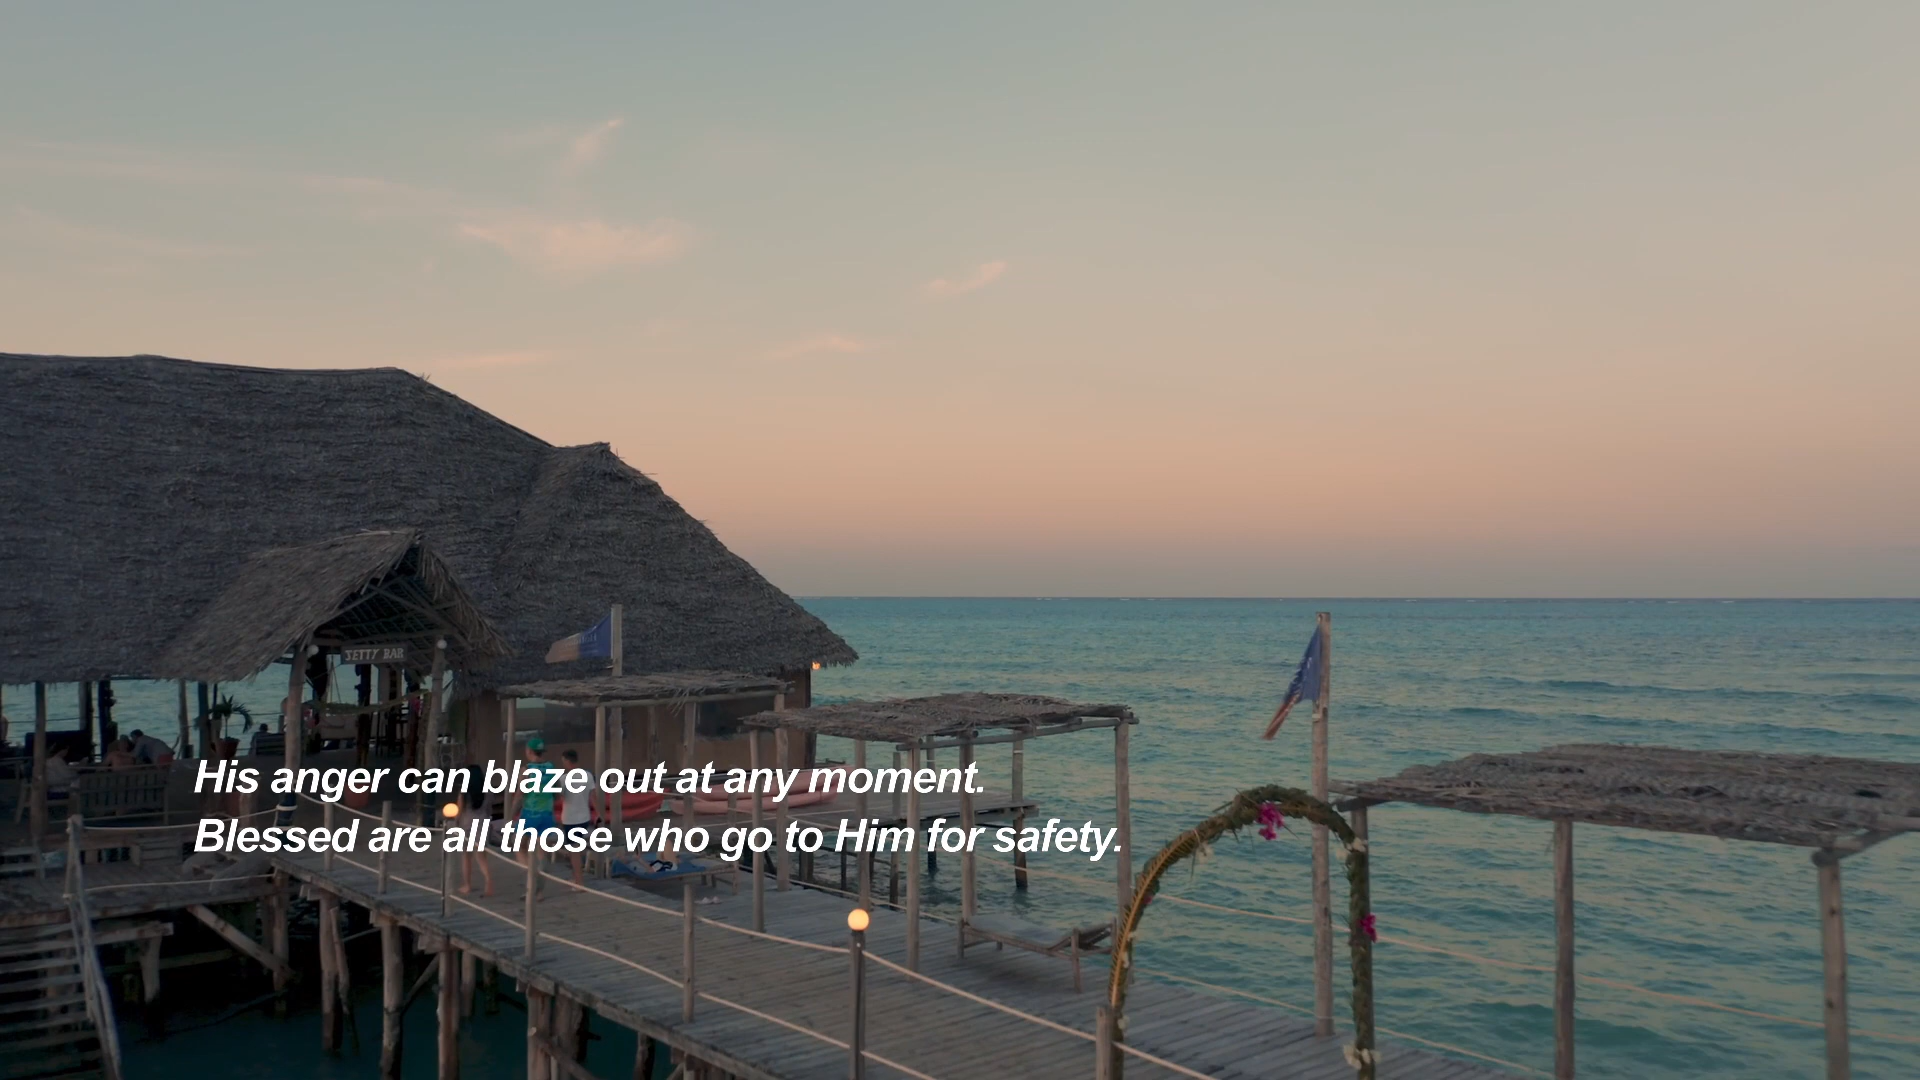 JETTY BAR
His anger can blaze out at any moment.
Blessed are all those who go to Him for safety.